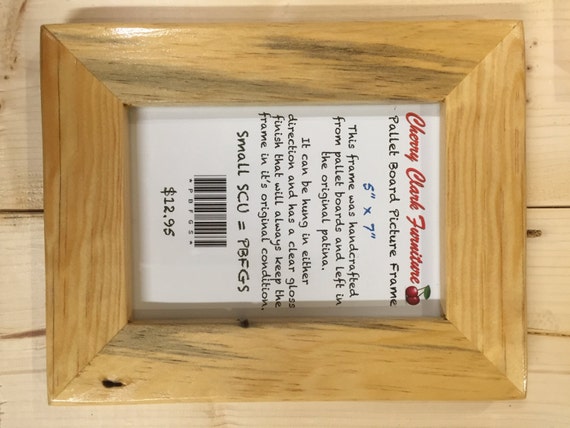 Cherry Clark Furniture
Pallet Board Picture Frame
5" x 7"
This frame was handcrafted
from pallet boards and left in
the original patina.
It can be hung in either
direction and has a clear gloss
finish that will always keep the
frame in it's original condition.
Small SCU = PBFGS
*PBFGS*
$12.95